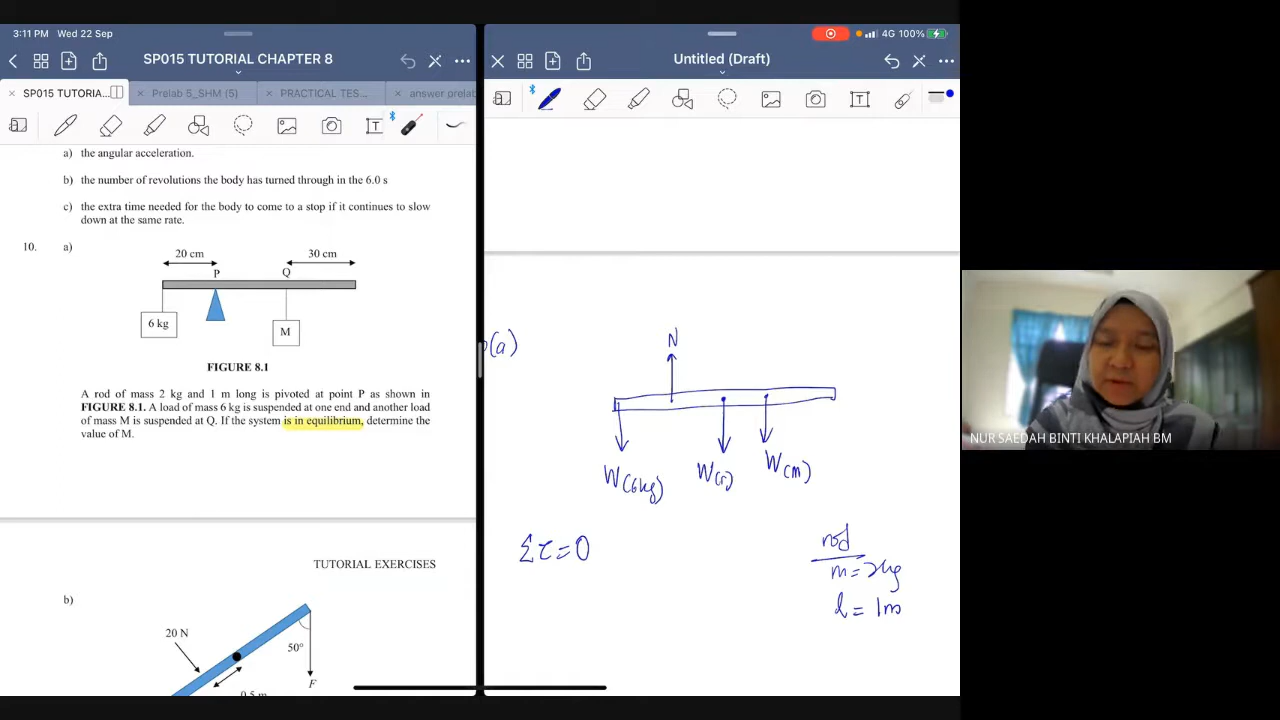 3:11 PM Wed 22 Sep
4G 100%
SP015 TUTORIAL CHAPTER 8
Untitled (Draft)
SP015 TUTORIA...
Prelab 5_SHM (5)
PRACTICAL TES...
answer prelab
a) the angular acceleration.
b) the number of revolutions the body has turned through in the 6.0 s
c) the extra time needed for the body to come to a stop if it continues to slow
down at the same rate.
10. a)
20 cm
30 cm
P
Q
6 kg
M
FIGURE 8.1
A rod of mass 2 kg and 1 m long is pivoted at point P as shown in
FIGURE 8.1. A load of mass 6 kg is suspended at one end and another load
of mass M is suspended at Q. If the system is in equilibrium, determine the
value of M.
TUTORIAL EXERCISES
b)
20 N
50°
0.5 m
F
(a)
N
W(6kg)
W(r)
W(m)
Στ=0
rod
m=2kg
l=1m
NUR SAEDAH BINTI KHALAPIAH BM